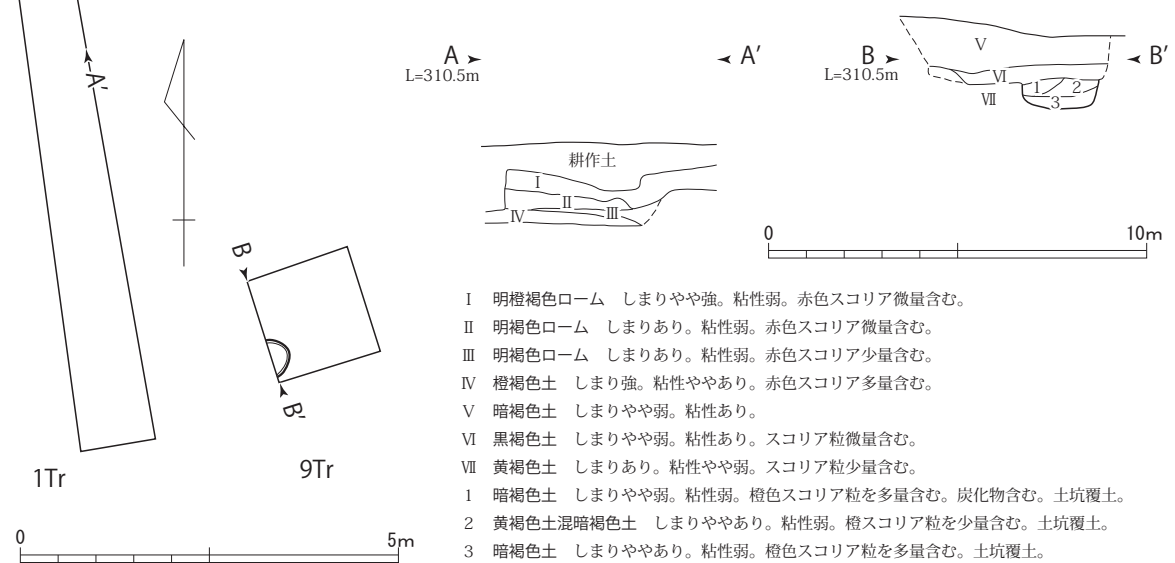 A'
1Tr
B
B'
9Tr
0 5m
A A'
L=310.5m
耕作土
Ⅰ
Ⅱ
Ⅲ
Ⅳ
B B'
L=310.5m
Ⅴ
Ⅵ
Ⅶ
1 2
3
0 10m
Ⅰ 明橙褐色ローム しまりやや強。粘性弱。赤色スコリア微量含む。
Ⅱ 明褐色ローム しまりあり。粘性弱。赤色スコリア微量含む。
Ⅲ 明褐色ローム しまりあり。粘性弱。赤色スコリア少量含む。
Ⅳ 橙褐色土 しまり強。粘性ややあり。赤色スコリア多量含む。
Ⅴ 暗褐色土 しまりやや弱。粘性あり。
Ⅵ 黒褐色土 しまりやや弱。粘性あり。スコリア粒微量含む。
Ⅶ 黄褐色土 しまりあり。粘性やや弱。スコリア粒少量含む。
1 暗褐色土 しまりやや弱。粘性弱。橙色スコリア粒を多量含む。炭化物含む。土坑覆土。
2 黄褐色土混暗褐色土 しまりややあり。粘性弱。橙スコリア粒を少量含む。土坑覆土。
3 暗褐色土 しまりややあり。粘性弱。橙色スコリア粒を多量含む。土坑覆土。